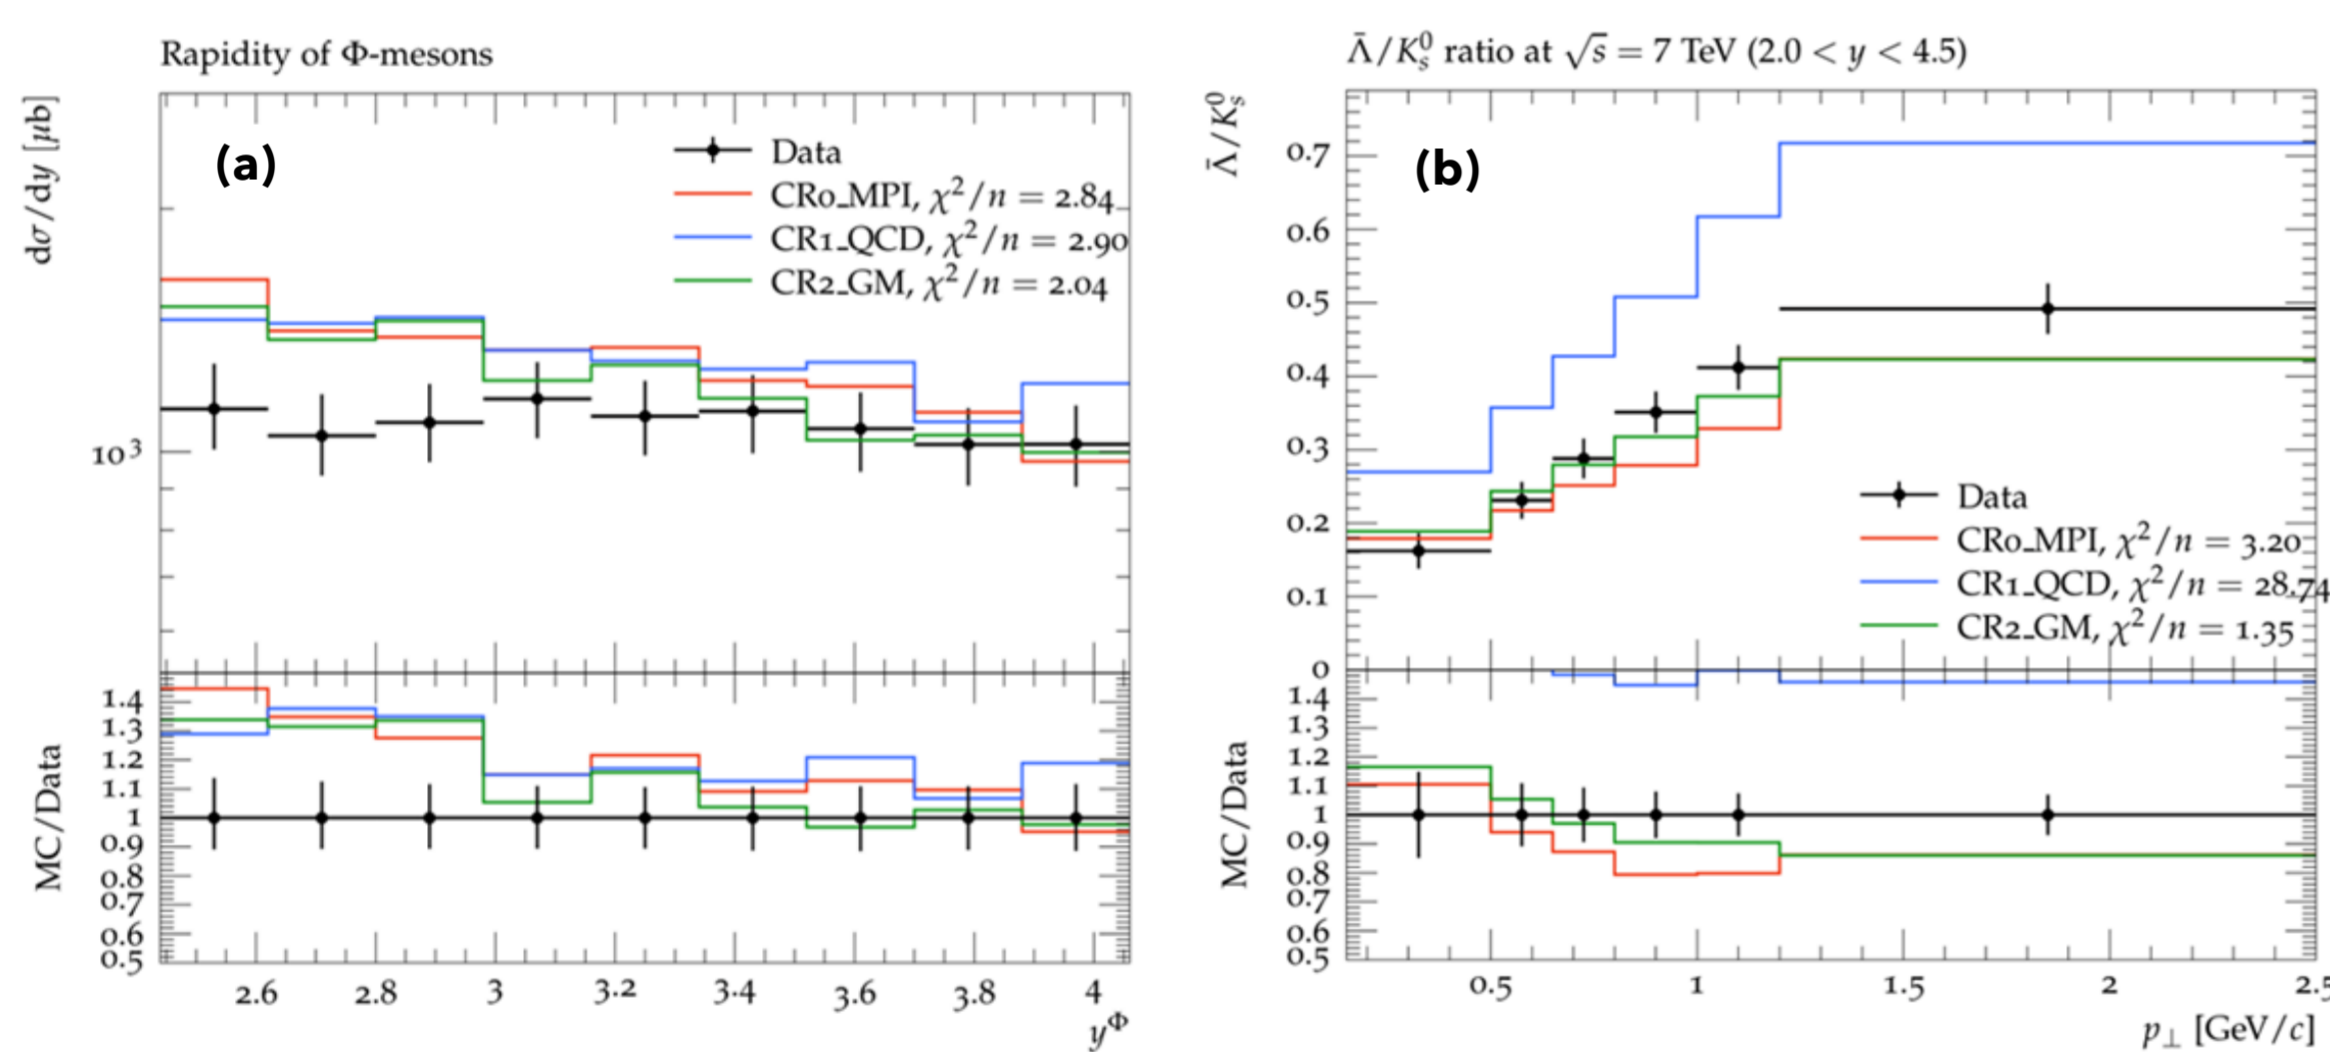 Rapidity of Φ-mesons
dσ/dy [μb]
(a)
Data
CR0_MPI, χ²/n = 2.84
CR1_QCD, χ²/n = 2.90
CR2_GM, χ²/n = 2.04
10³
MC/Data
1.4
1.3
1.2
1.1
1
0.9
0.8
0.7
0.6
0.5
2.6 2.8 3 3.2 3.4 3.6 3.8 4
y^Φ
Λ̄/K⁰ₛ ratio at √s = 7 TeV (2.0 < y < 4.5)
Λ̄/K⁰ₛ
(b)
0.7
0.6
0.5
0.4
0.3
0.2
0.1
0
Data
CR0_MPI, χ²/n = 3.20
CR1_QCD, χ²/n = 28.74
CR2_GM, χ²/n = 1.35
MC/Data
1.4
1.3
1.2
1.1
1
0.9
0.8
0.7
0.6
0.5
0.5 1 1.5 2 2.5
p⊥ [GeV/c]